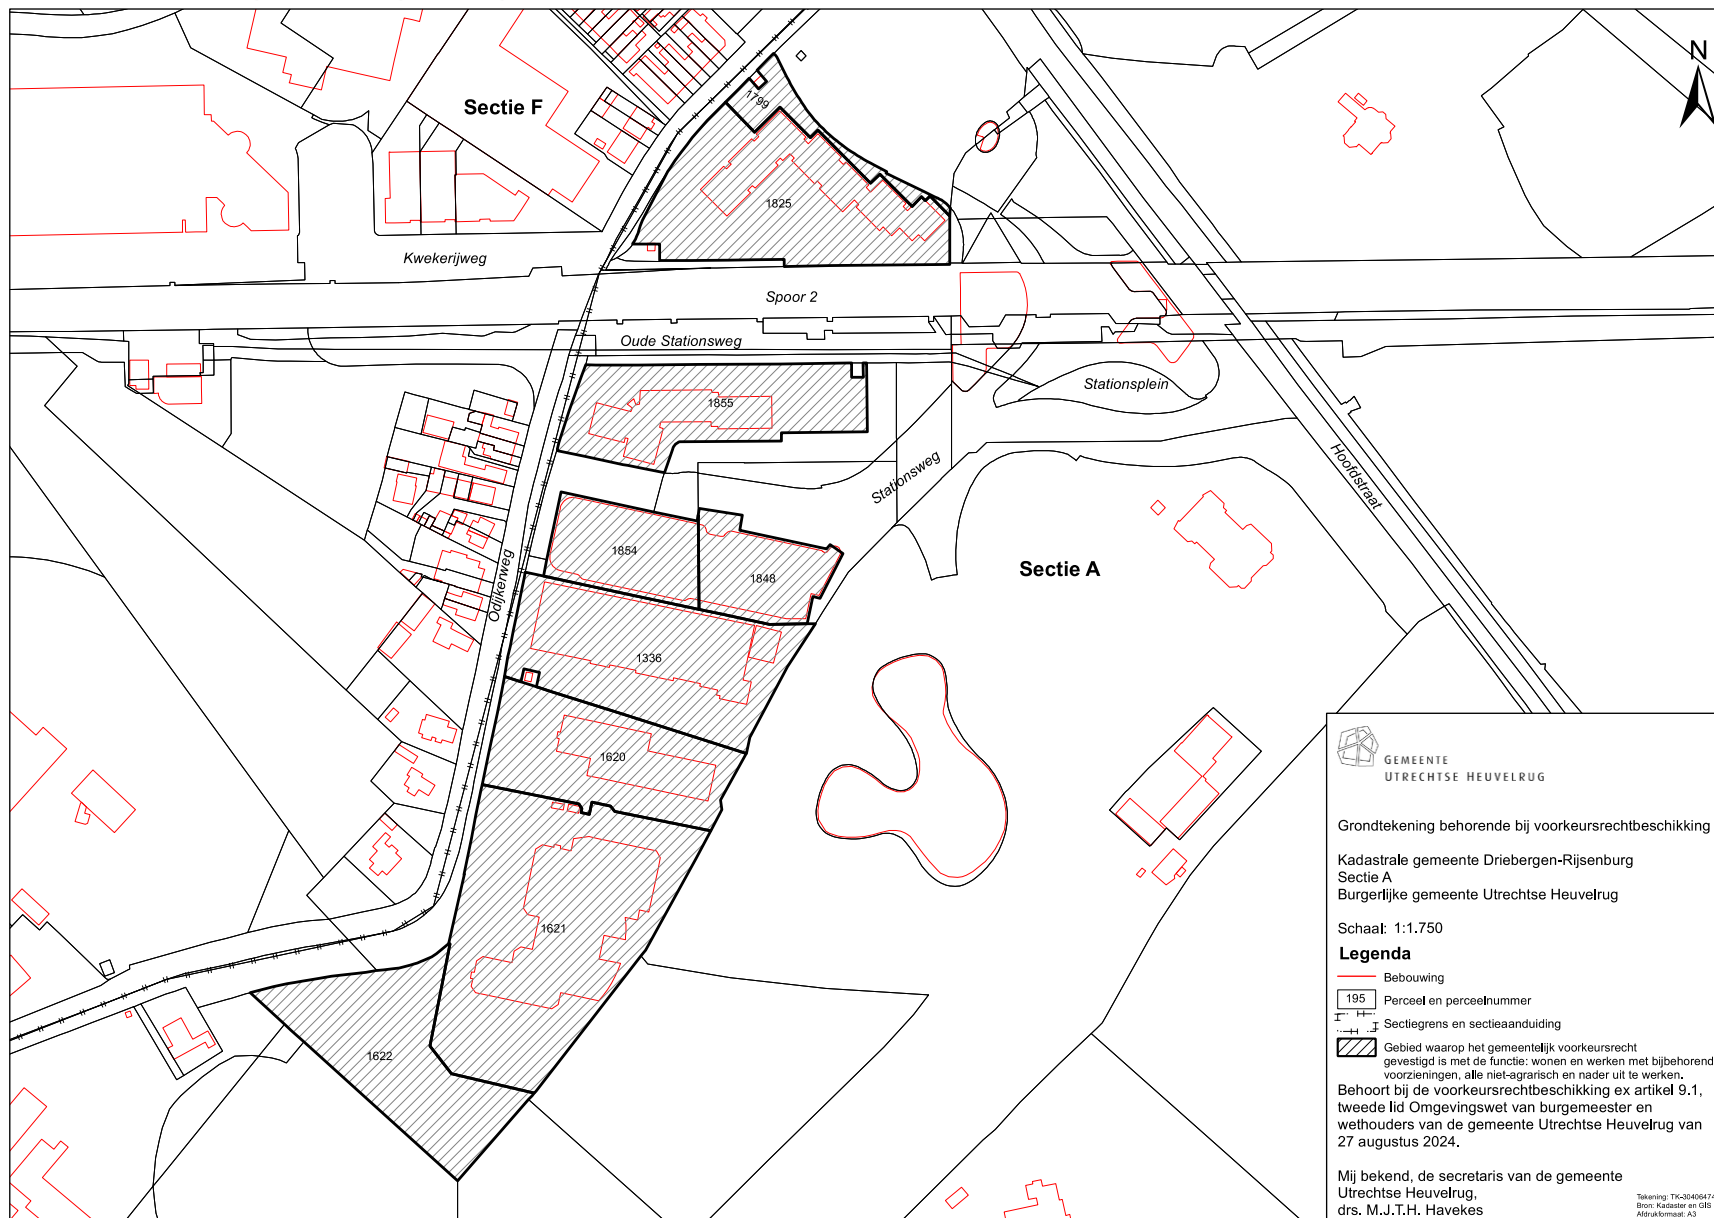 N
Sectie F
1799
1825
Kwekerijweg
Spoor 2
Oude Stationsweg
Stationsplein
1855
Hoofdstraat
Stationsweg
1854
1848
Sectie A
Odijkerweg
1336
1620
1621
1622
GEMEENTE
UTRECHTSE HEUVELRUG
Grondtekening behorende bij voorkeursrechtbeschikking
Kadastrale gemeente Driebergen-Rijsenburg
Sectie A
Burgerlijke gemeente Utrechtse Heuvelrug
Schaal: 1:1.750
Legenda
Bebouwing
195 Perceel en perceelnummer
Sectiegrens en sectieaanduiding
Gebied waarop het gemeentelijk voorkeursrecht
gevestigd is met de functie: wonen en werken met bijbehorend
voorzieningen, alle niet-agrarisch en nader uit te werken.
Behoort bij de voorkeursrechtbeschikking ex artikel 9.1,
tweede lid Omgevingswet van burgemeester en
wethouders van de gemeente Utrechtse Heuvelrug van
27 augustus 2024.
Mij bekend, de secretaris van de gemeente
Utrechtse Heuvelrug,
drs. M.J.T.H. Havekes
Tekening: TK-30406474
Bron: Kadaster en GIS
Afdrukformaat: A3